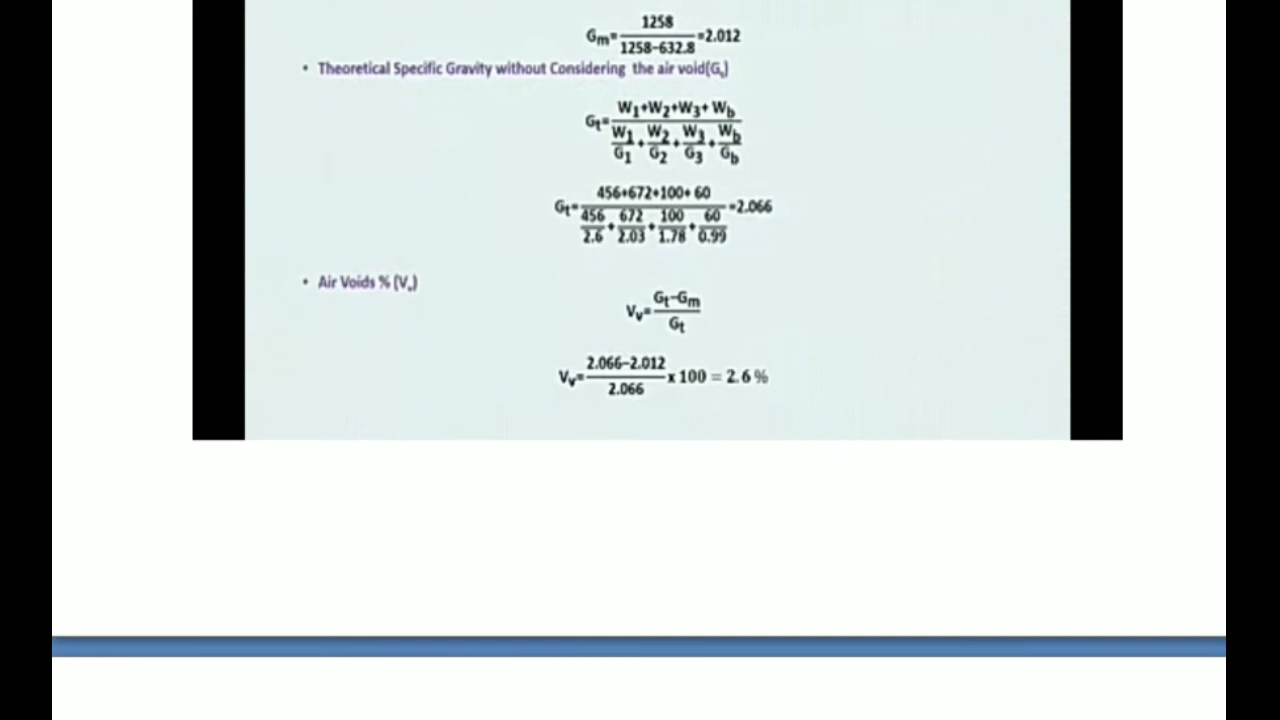 Gm= 1258 / 1258−632.8 =2.012
• Theoretical Specific Gravity without Considering the air void(Gt)
Gt= W1+W2+W3+ Wb / W1/G1 + W2/G2 + W3/G3 + Wb/Gb
Gt= 456+672+100+ 60 / 456/2.6 + 672/2.03 + 100/1.78 + 60/0.99 =2.066
• Air Voids % (Vv)
Vv= Gt−Gm / Gt
Vv= 2.066−2.012 / 2.066 x 100 = 2.6 %